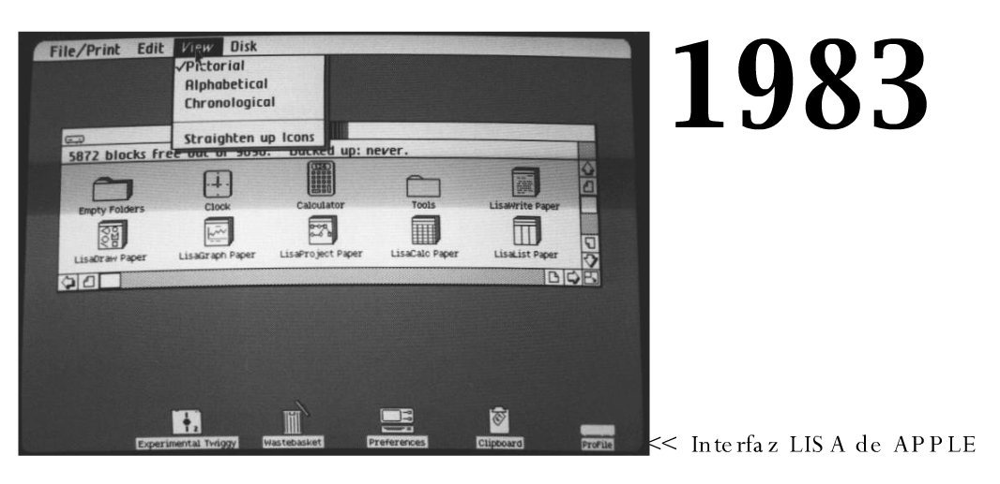 1983
File/Print Edit View Disk
Pictorial
Alphabetical
Chronological
Straighten up Icons
5872 blocks free out of up: never.
Empty Folders Clock Calculator Tools LisaWrite Paper
LisaDraw Paper LisaGraph Paper LisaProject Paper LisaCalc Paper LisaList Paper
Experimental Twiggy Wastebasket Preferences Clipboard Profile
<< Interfaz LISA de APPLE